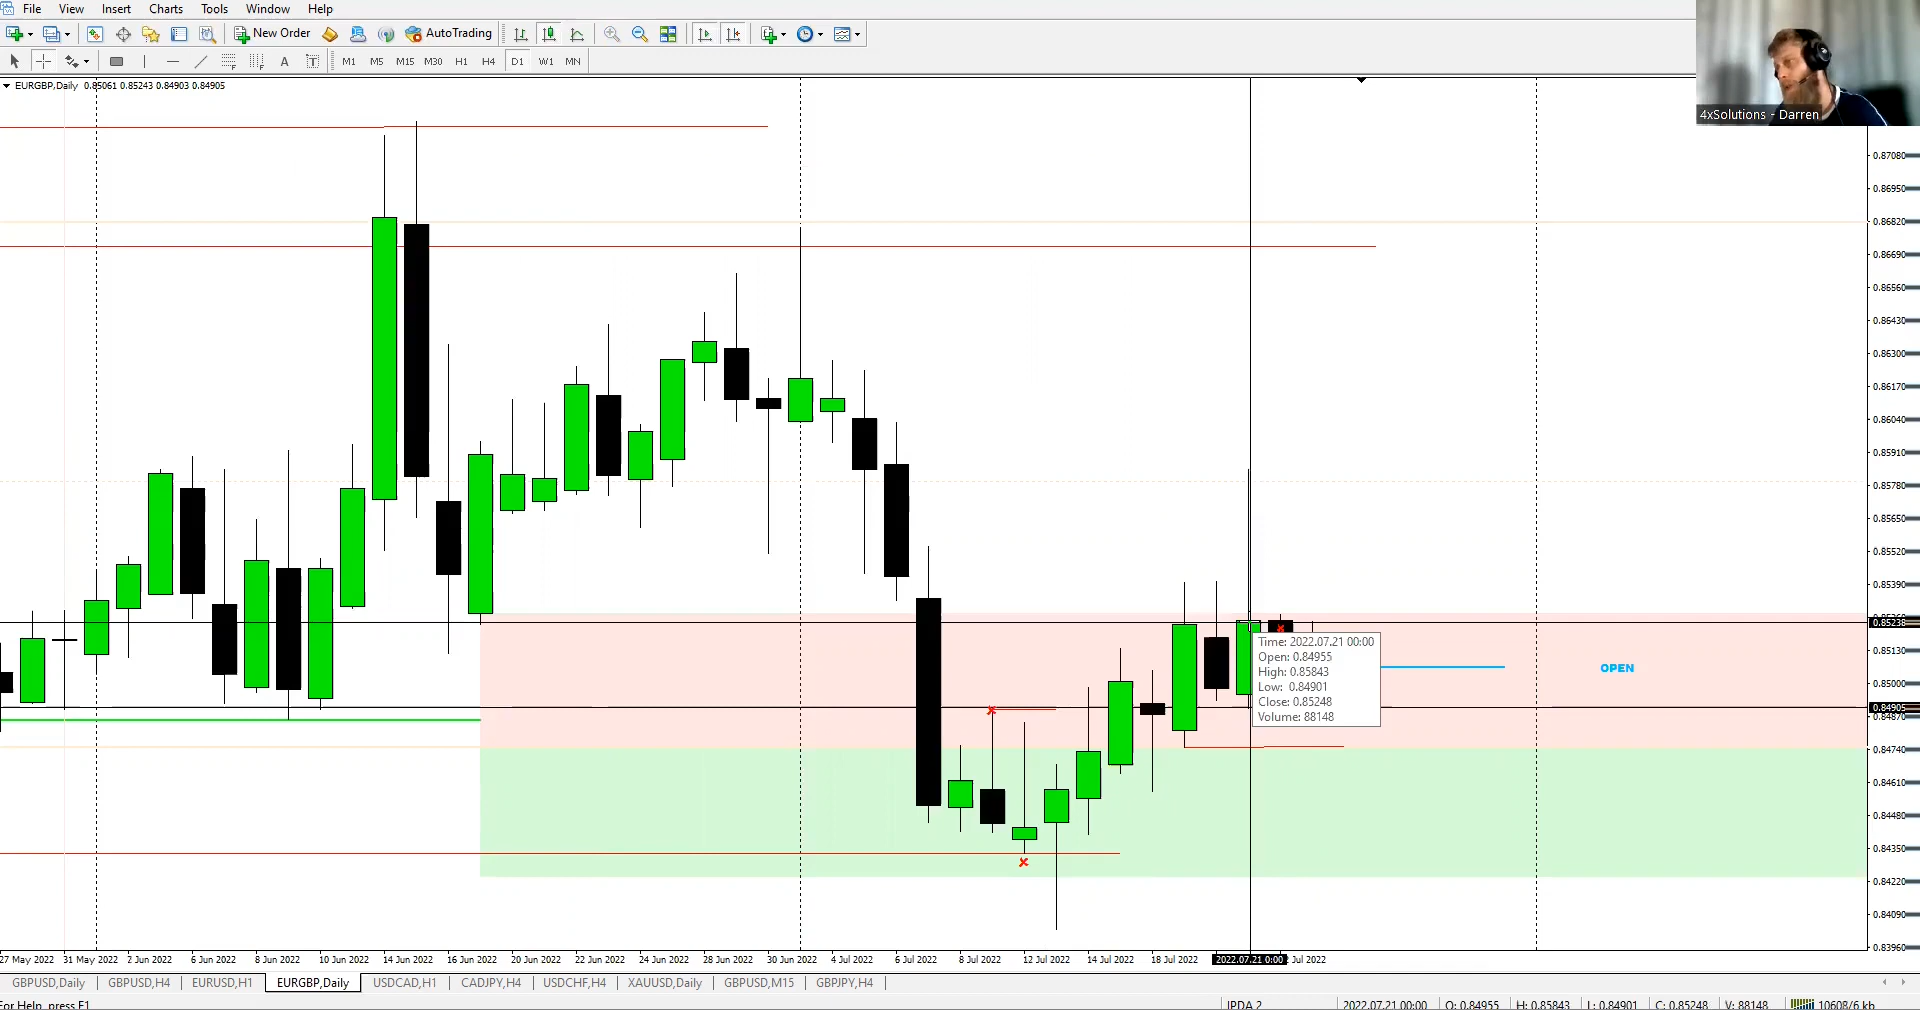 File View Insert Charts Tools Window Help
New Order AutoTrading
A T M1 M5 M15 M30 H1 H4 D1 W1 MN
EURGBP,Daily 0.85061 0.85243 0.84903 0.84905
4xSolutions - Darren
0.87080
0.86950
0.86820
0.86690
0.86560
0.86430
0.86300
0.86170
0.86040
0.85910
0.85780
0.85650
0.85520
0.85390
0.85238
0.85130
0.85000
0.84905
0.84870
0.84740
0.84610
0.84480
0.84350
0.84220
0.84090
0.83960
Time: 2022.07.21 00:00
Open: 0.84955
High: 0.85843
Low: 0.84901
Close: 0.85248
Volume: 88148
OPEN
27 May 2022 31 May 2022 2 Jun 2022 6 Jun 2022 8 Jun 2022 10 Jun 2022 14 Jun 2022 16 Jun 2022 20 Jun 2022 22 Jun 2022 24 Jun 2022 28 Jun 2022 30 Jun 2022 4 Jul 2022 6 Jul 2022 8 Jul 2022 12 Jul 2022 14 Jul 2022 18 Jul 2022 2022.07.21 0:00 2 Jul 2022
GBPUSD,Daily GBPUSD,H4 EURUSD,H1 EURGBP,Daily USDCAD,H1 CADJPY,H4 USDCHF,H4 XAUUSD,Daily GBPUSD,M15 GBPJPY,H4
For Help, press F1 IPDA 2 2022.07.21 00:00 O: 0.84955 H: 0.85843 L: 0.84901 C: 0.85248 V: 88148 10608/6 kb